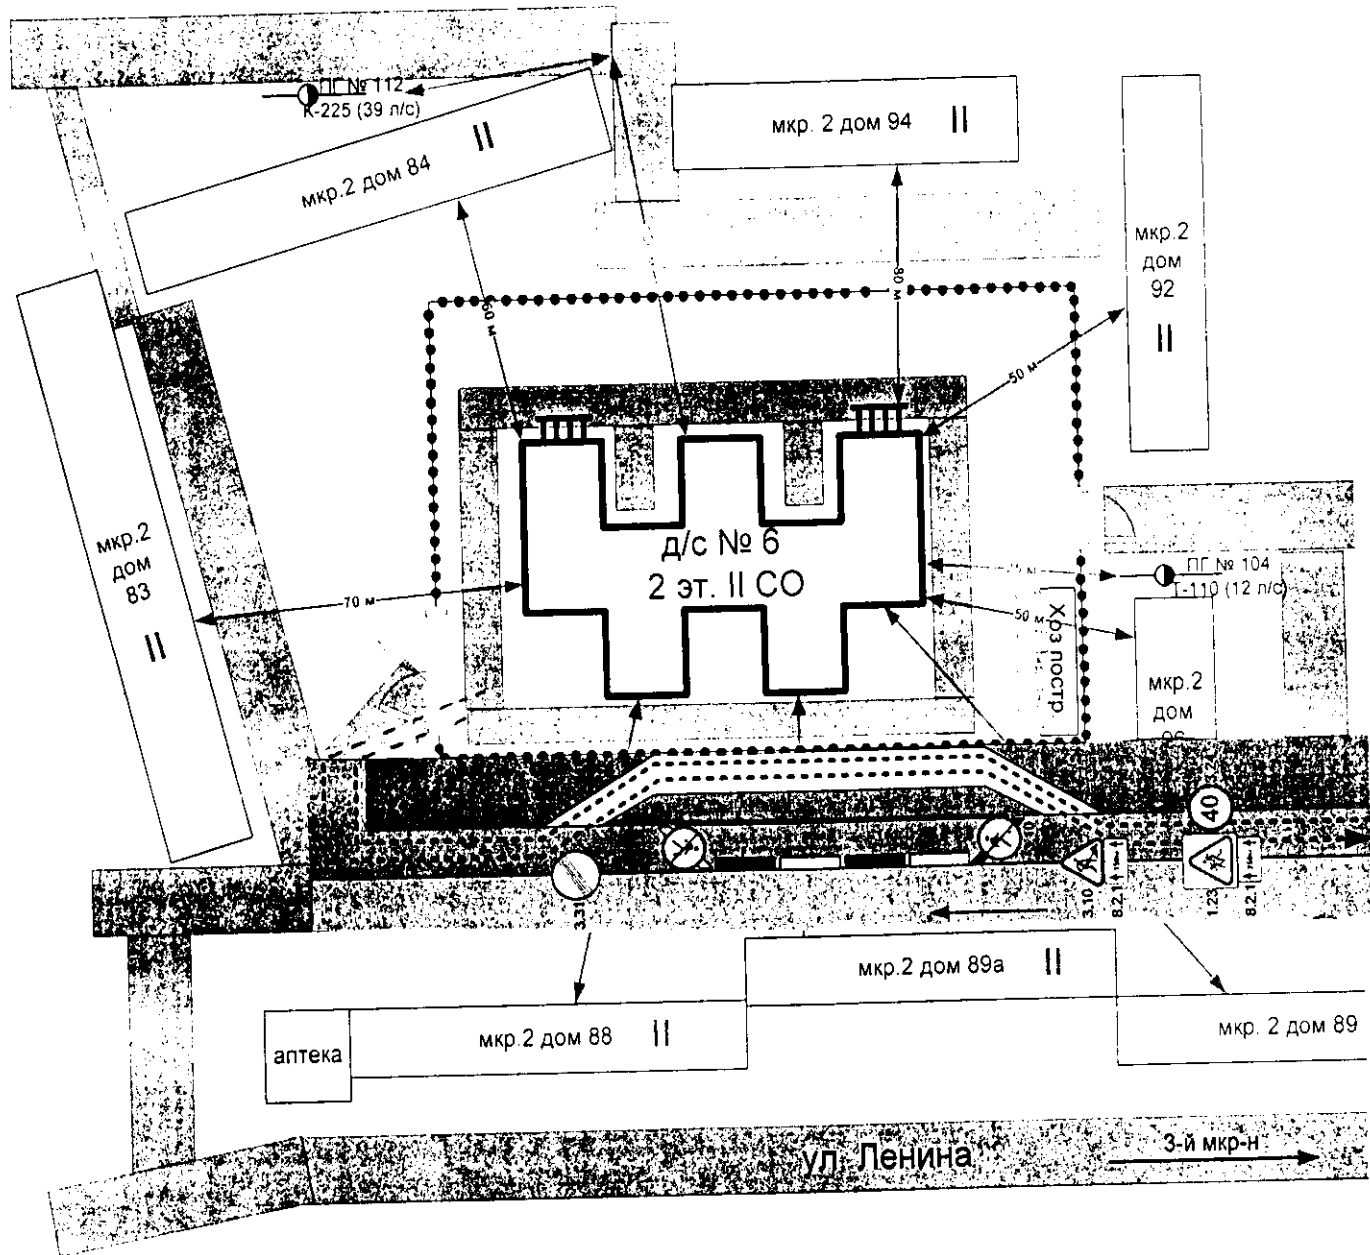 ПГ № 112
К-225 (39 л/с)
мкр.2 дом 84
II
мкр. 2 дом 94 II
мкр.2
дом
92
II
60 м
80 м
50 м
мкр.2
дом
83
II
70 м
д/с № 6
2 эт. II СО
ПГ № 104
Т-110 (12 л/с)
50 м
Хоз постр
мкр.2
дом
40
3.31
3.10
8.2.1
1.23
8.2.1
мкр.2 дом 89а II
мкр.2 дом 88 II
мкр. 2 дом 89
аптека
ул Ленина
3-й мкр-н